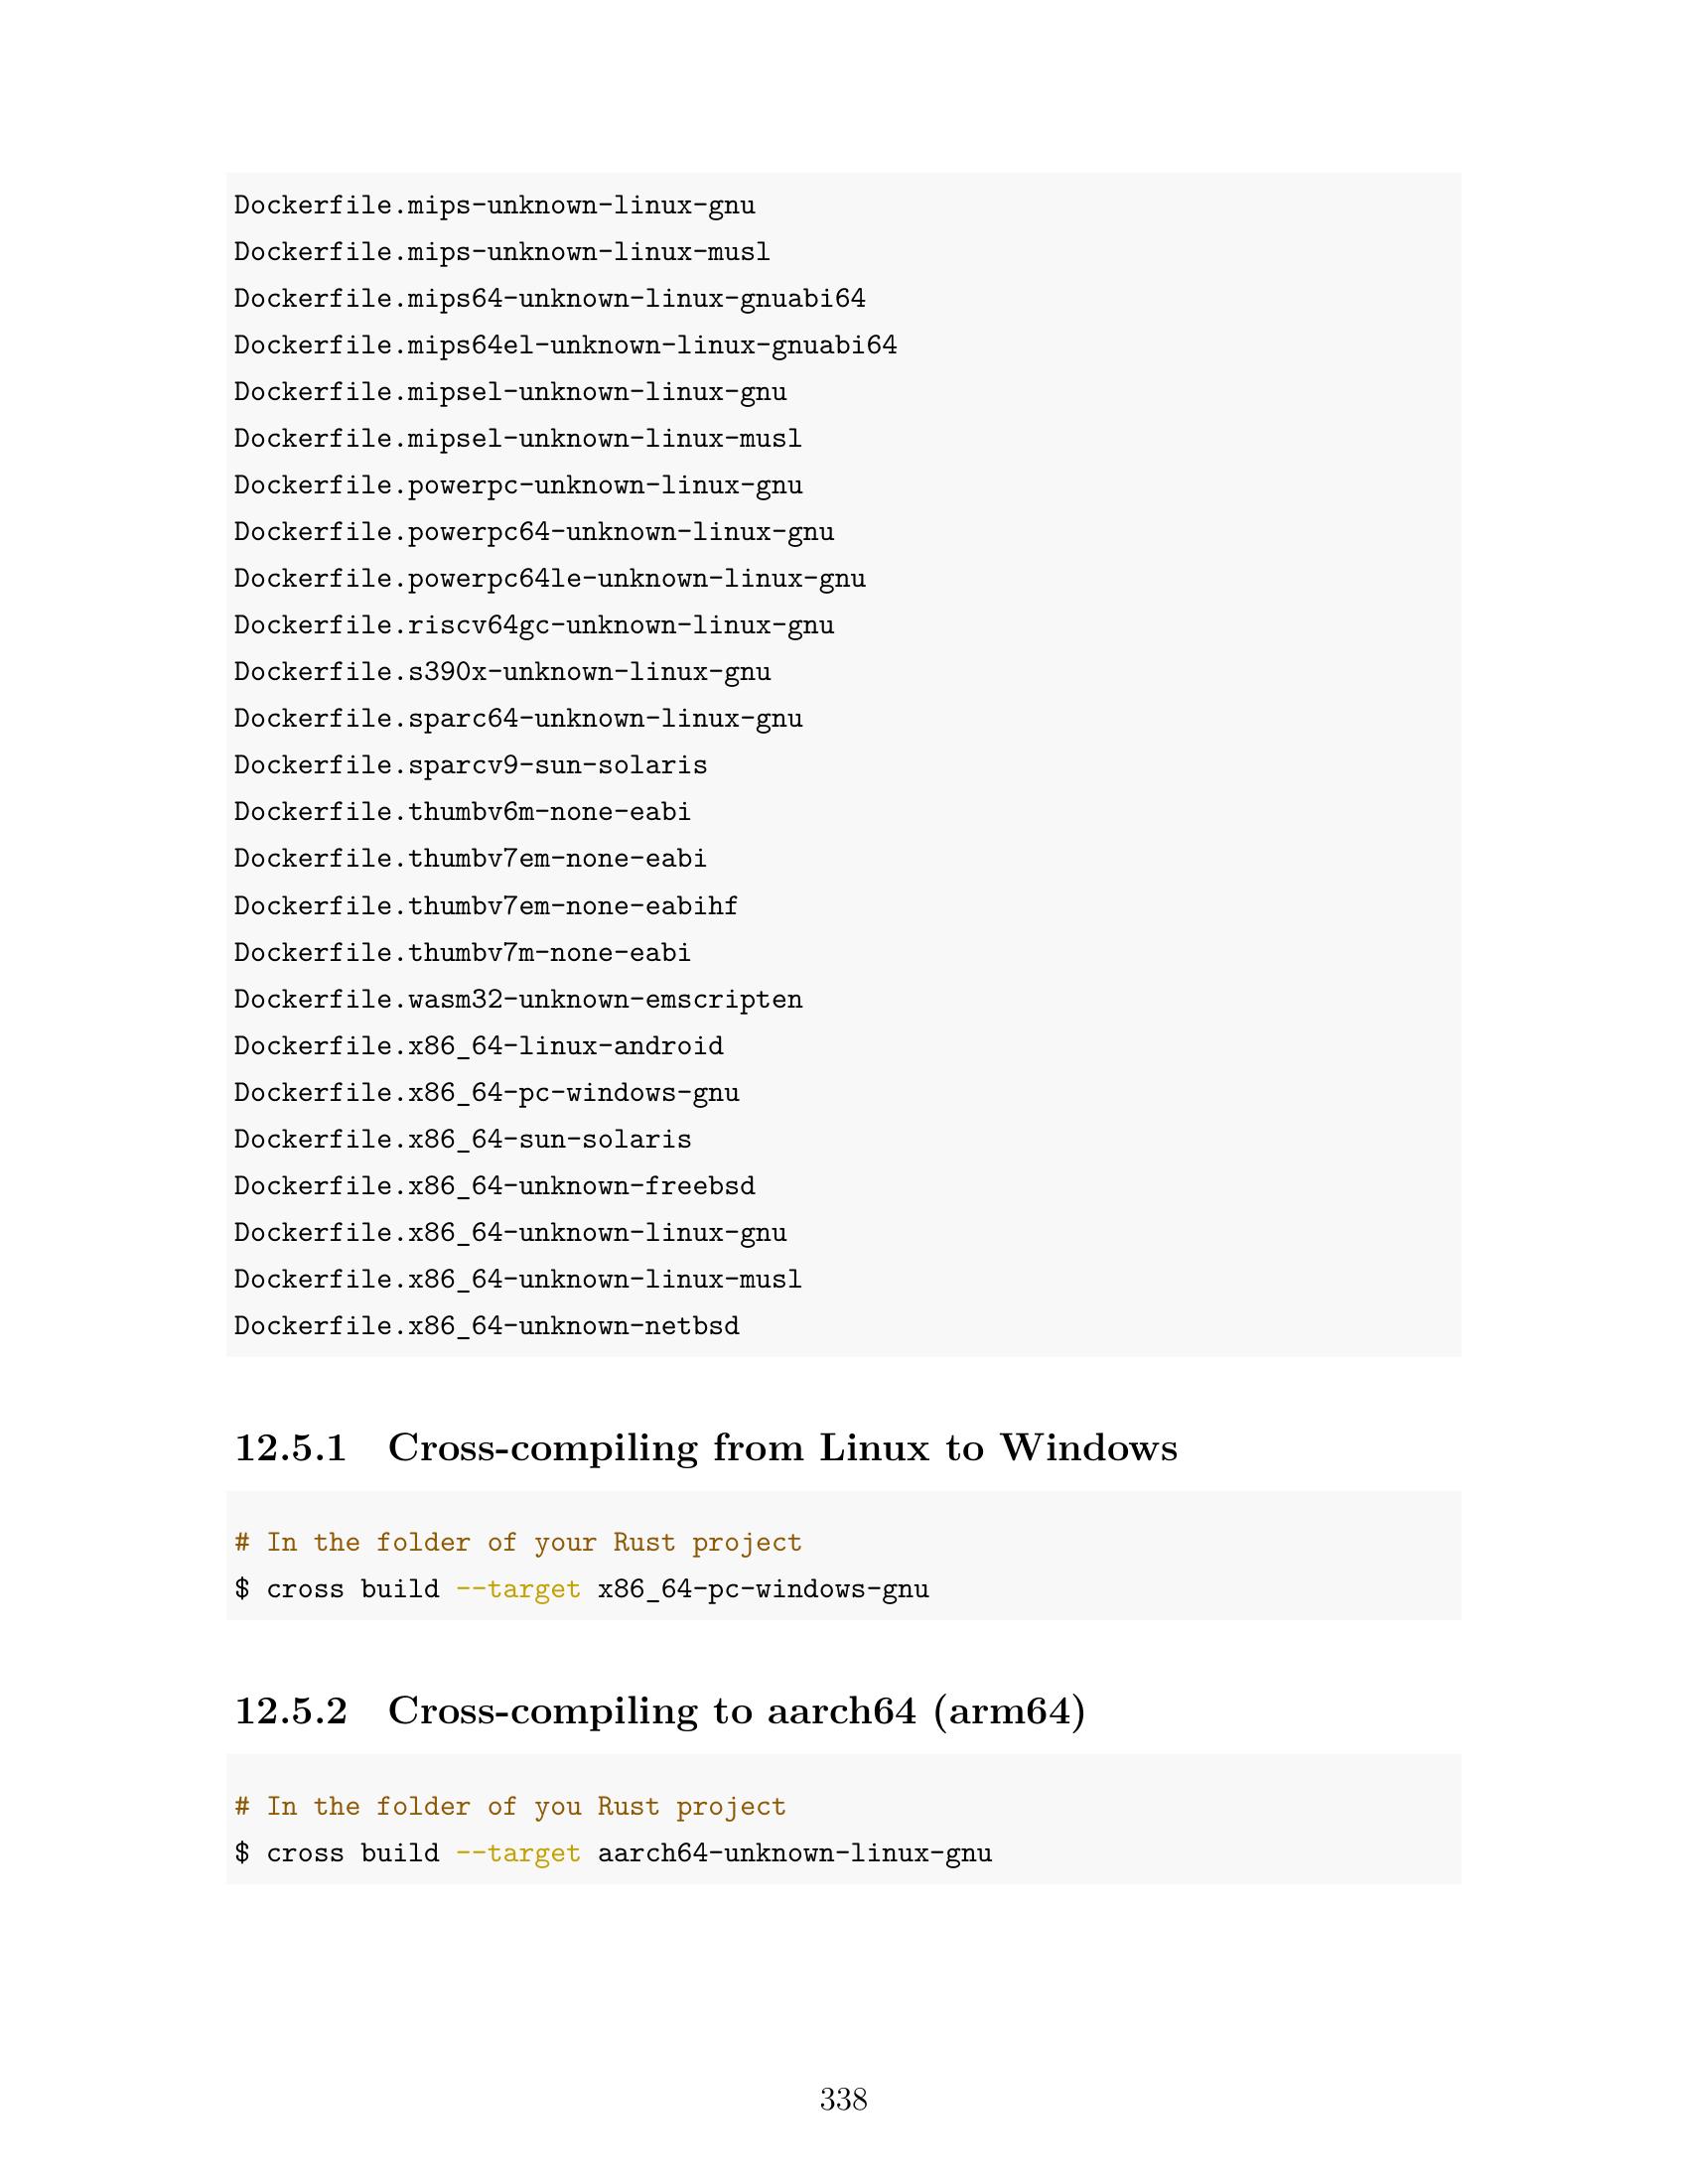 Dockerfile.mips-unknown-linux-gnu
Dockerfile.mips-unknown-linux-musl
Dockerfile.mips64-unknown-linux-gnuabi64
Dockerfile.mips64el-unknown-linux-gnuabi64
Dockerfile.mipsel-unknown-linux-gnu
Dockerfile.mipsel-unknown-linux-musl
Dockerfile.powerpc-unknown-linux-gnu
Dockerfile.powerpc64-unknown-linux-gnu
Dockerfile.powerpc64le-unknown-linux-gnu
Dockerfile.riscv64gc-unknown-linux-gnu
Dockerfile.s390x-unknown-linux-gnu
Dockerfile.sparc64-unknown-linux-gnu
Dockerfile.sparcv9-sun-solaris
Dockerfile.thumbv6m-none-eabi
Dockerfile.thumbv7em-none-eabi
Dockerfile.thumbv7em-none-eabihf
Dockerfile.thumbv7m-none-eabi
Dockerfile.wasm32-unknown-emscripten
Dockerfile.x86_64-linux-android
Dockerfile.x86_64-pc-windows-gnu
Dockerfile.x86_64-sun-solaris
Dockerfile.x86_64-unknown-freebsd
Dockerfile.x86_64-unknown-linux-gnu
Dockerfile.x86_64-unknown-linux-musl
Dockerfile.x86_64-unknown-netbsd
12.5.1 Cross-compiling from Linux to Windows
# In the folder of your Rust project
$ cross build --target x86_64-pc-windows-gnu
12.5.2 Cross-compiling to aarch64 (arm64)
# In the folder of you Rust project
$ cross build --target aarch64-unknown-linux-gnu
338